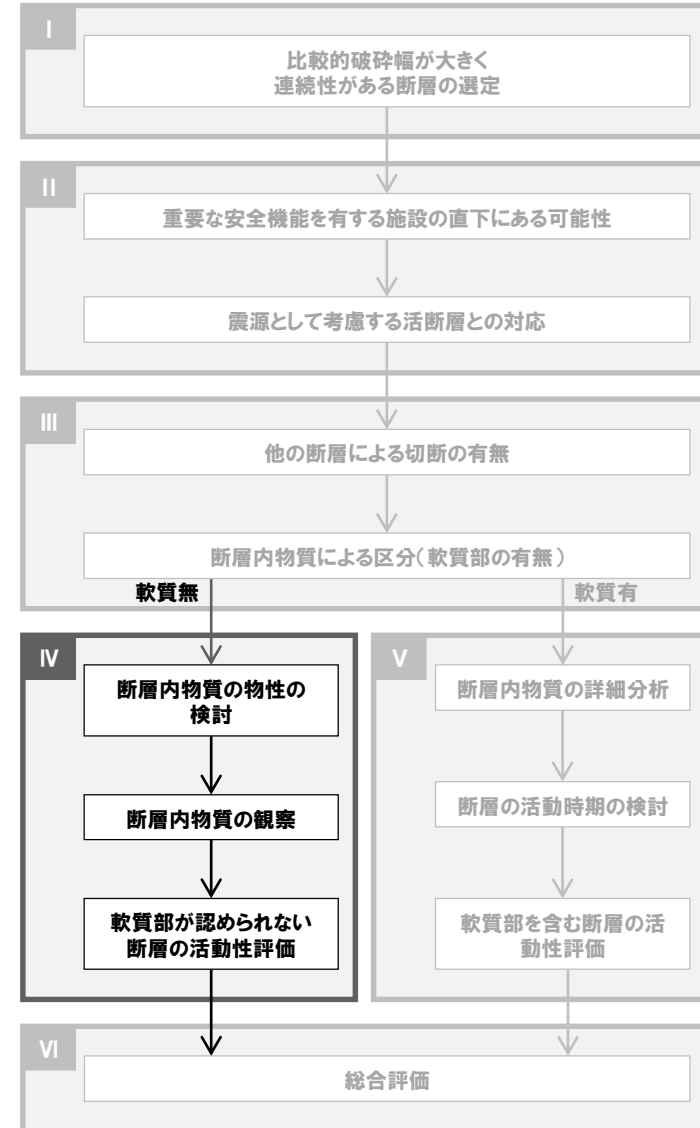 I
比較的破砕幅が大きく
連続性がある断層の選定
II
重要な安全機能を有する施設の直下にある可能性
震源として考慮する活断層との対応
III
他の断層による切断の有無
断層内物質による区分(軟質部の有無)
軟質無
軟質有
IV
断層内物質の物性の
検討
断層内物質の観察
軟質部が認められない
断層の活動性評価
V
断層内物質の詳細分析
断層の活動時期の検討
軟質部を含む断層の活
動性評価
VI
総合評価